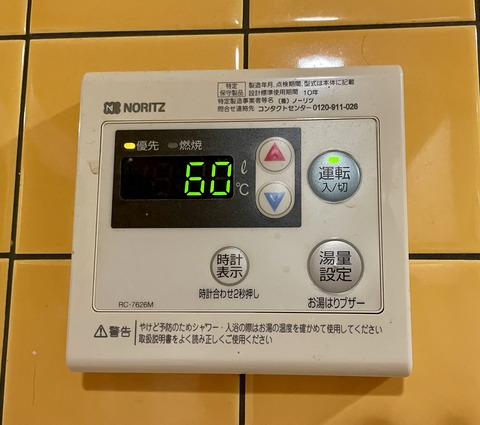 特定
保守製品
製造年月、点検期間、型式は本体に記載
設計標準使用期間 10年
特定製造事業者等名 (株)ノーリツ
問合せ連絡先 コンタクトセンター 0120-911-026
NORITZ
優先 燃焼
60 ℓ
℃
運転
入/切
時計
表示
時計合わせ2秒押し
湯量
設定
お湯はりブザー
RC-7626M
警告
やけど予防のためシャワー・入浴の際はお湯の温度を確かめて使用してください
取扱説明書をよく読み正しくご使用ください